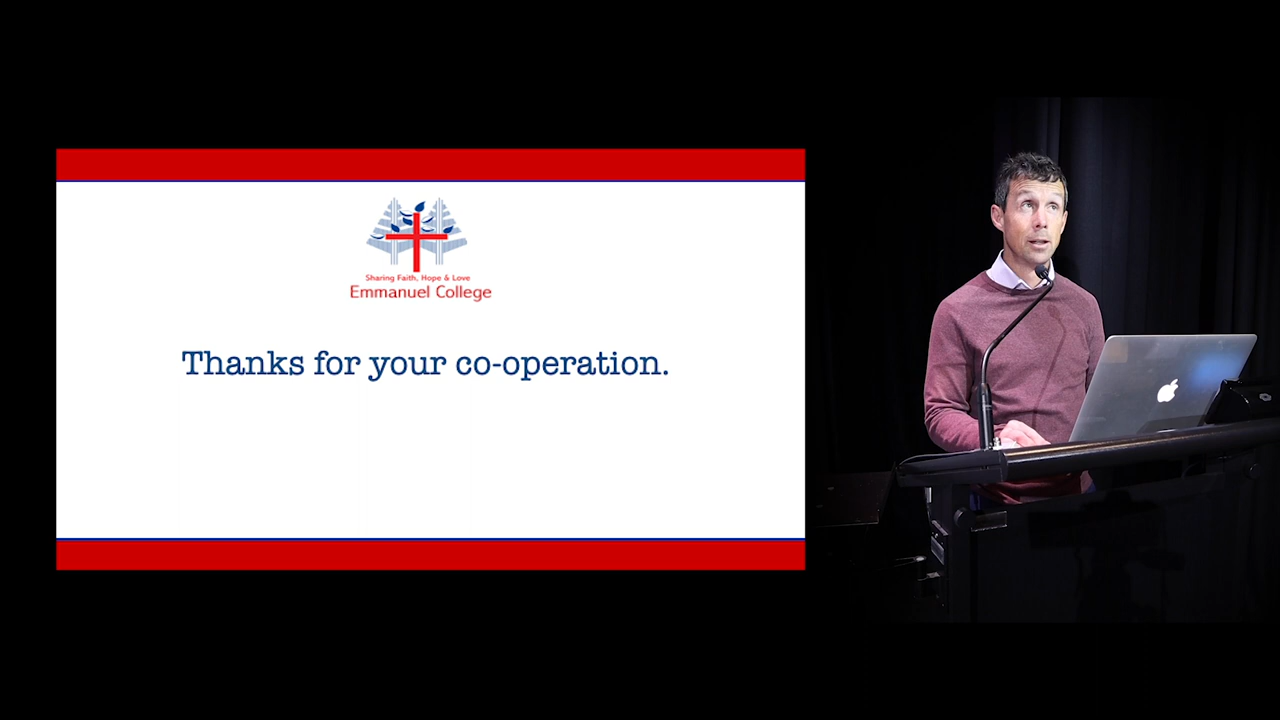 Sharing Faith, Hope & Love
Emmanuel College
Thanks for your co-operation.